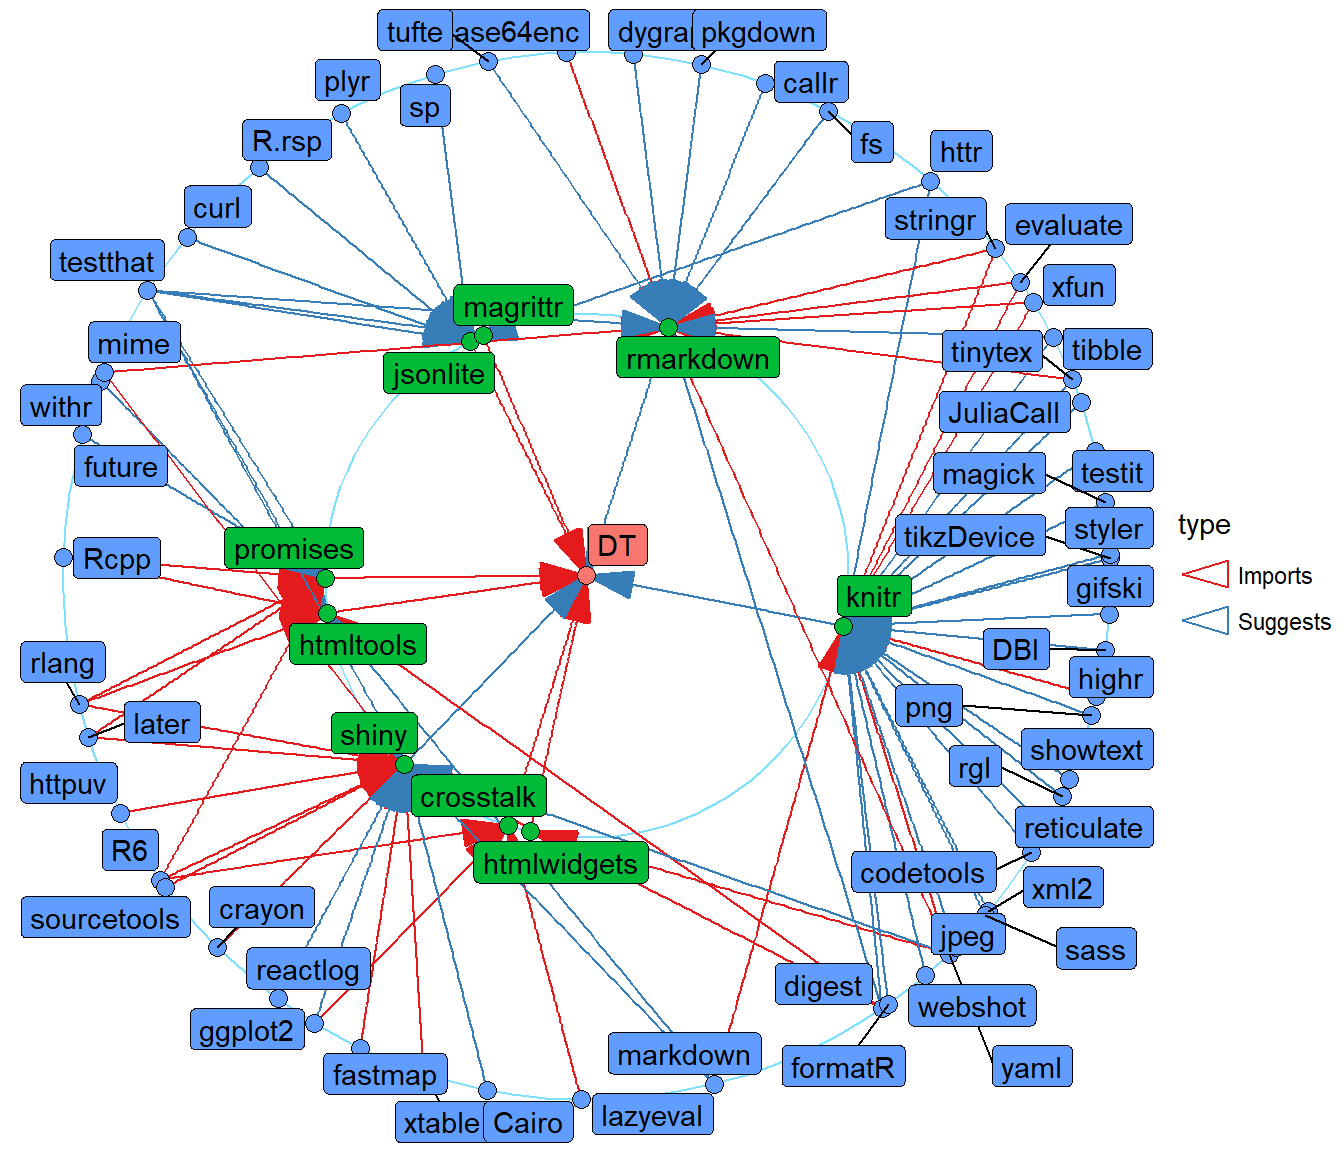 tufte
ase64enc
dygra
pkgdown
plyr
sp
callr
R.rsp
fs
httr
curl
stringr
evaluate
testthat
xfun
magrittr
mime
jsonlite
rmarkdown
tinytex
tibble
withr
JuliaCall
future
magick
testit
type
promises
DT
tikzDevice
styler
Rcpp
Imports
knitr
gifski
Suggests
htmltools
DBI
rlang
highr
later
shiny
png
showtext
httpuv
rgl
crosstalk
reticulate
R6
htmlwidgets
codetools
xml2
sourcetools
crayon
jpeg
sass
reactlog
digest
webshot
ggplot2
markdown
formatR
yaml
fastmap
xtable
Cairo
lazyeval